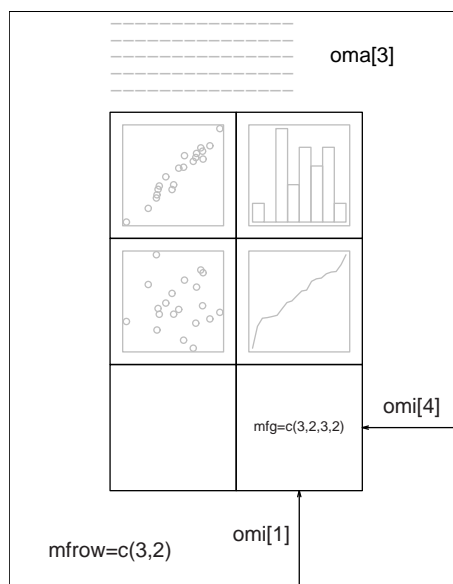 oma[3]
omi[4]
mfg=c(3,2,3,2)
omi[1]
mfrow=c(3,2)